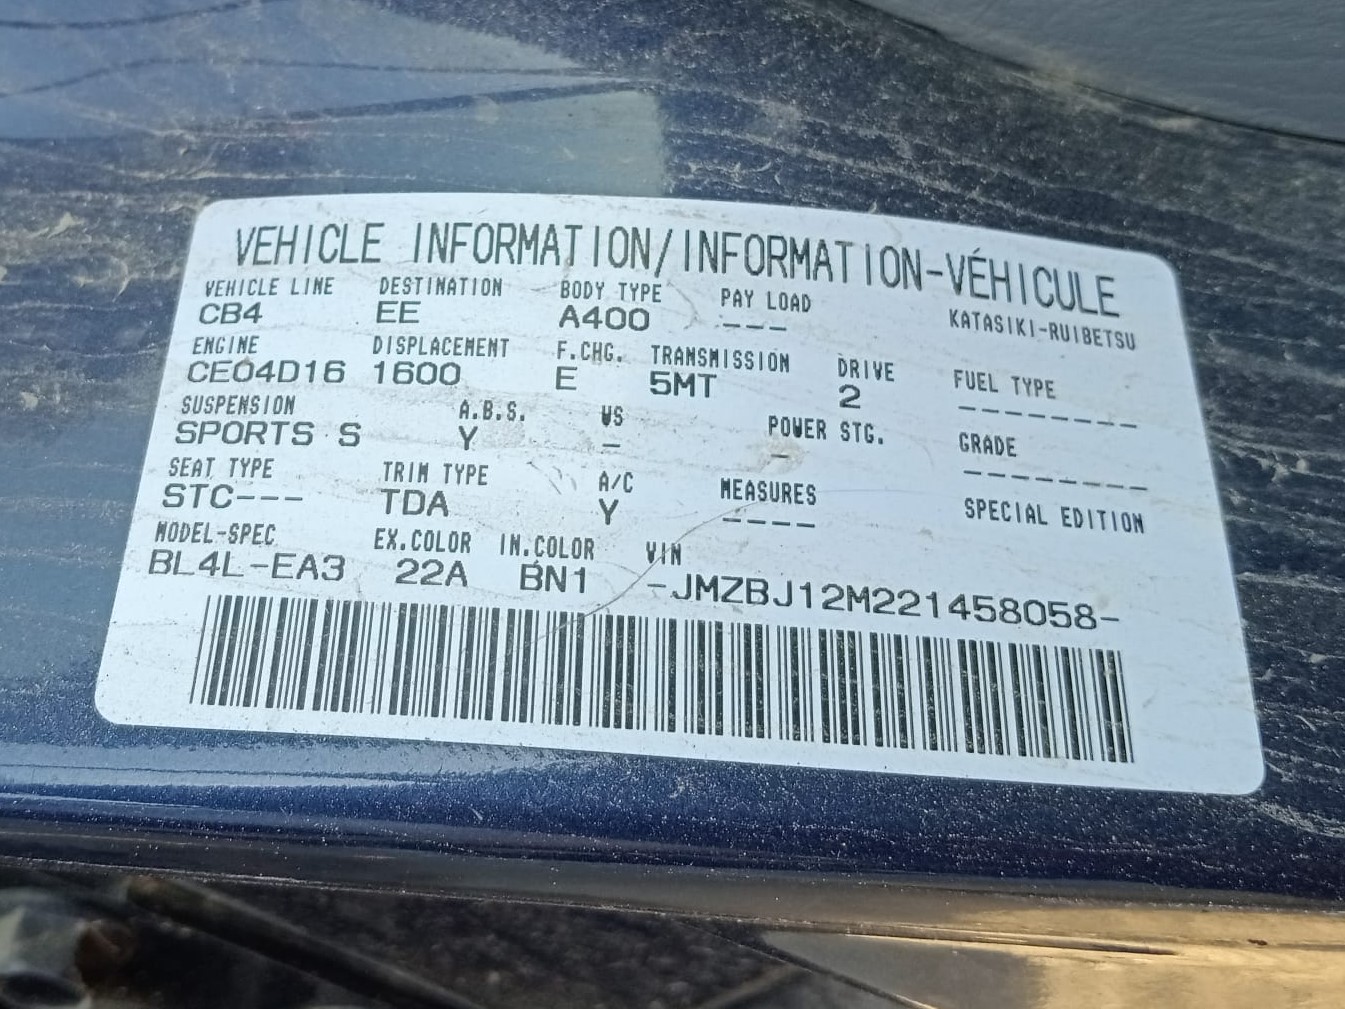 VEHICLE INFORMATION/INFORMATION-VÉHICULE
VEHICLE LINE DESTINATION BODY TYPE PAY LOAD KATASIKI-RUIBETSU
CB4 EE A400 ---
ENGINE DISPLACEMENT F.CHG. TRANSMISSION DRIVE FUEL TYPE
CE04D16 1600 E 5MT 2 --------
SUSPENSION A.B.S. WS POWER STG. GRADE
SPORTS S Y - - --------
SEAT TYPE TRIM TYPE A/C MEASURES SPECIAL EDITION
STC--- TDA Y ----
MODEL-SPEC EX.COLOR IN.COLOR VIN
BL4L-EA3 22A BN1 -JMZBJ12M221458058-